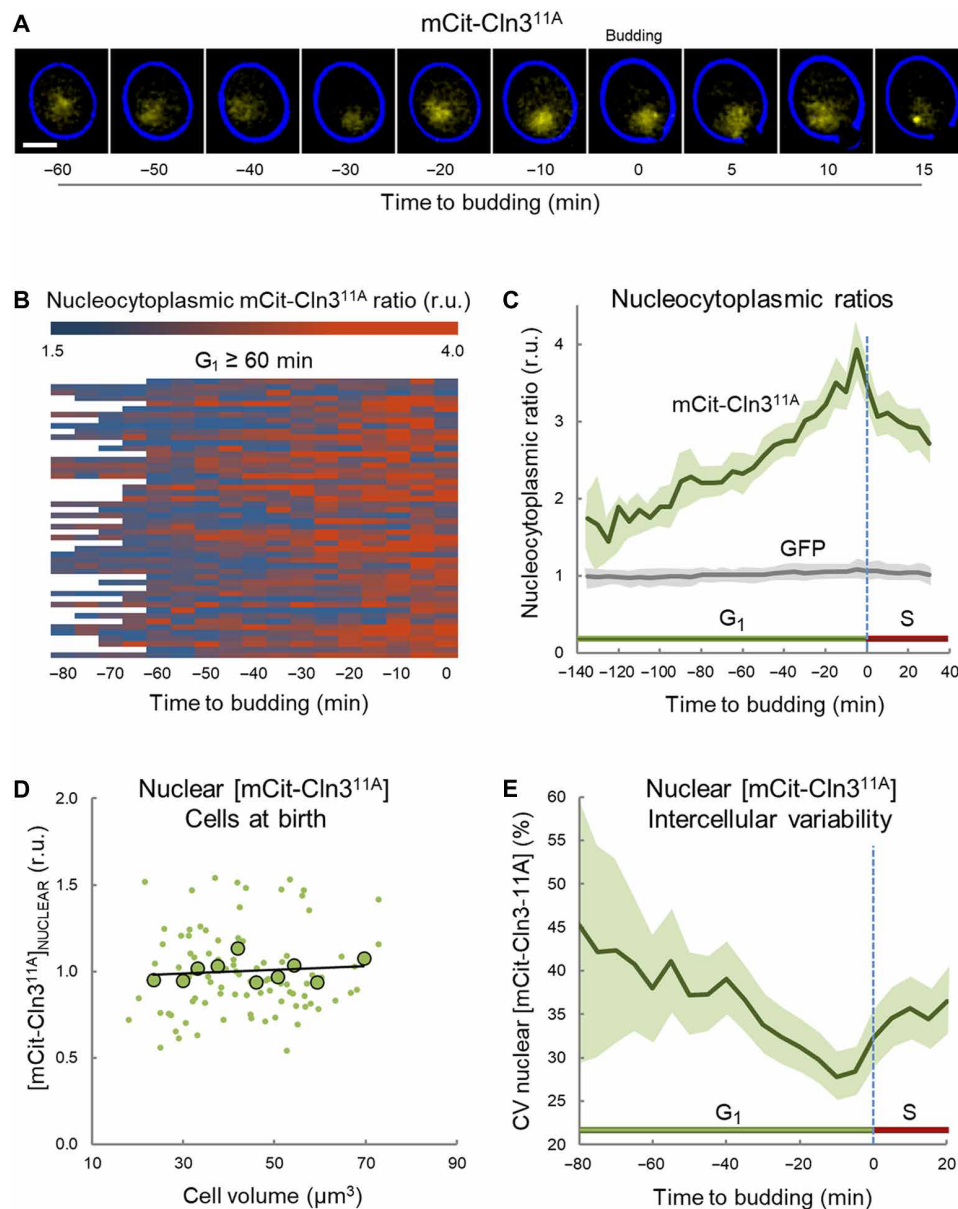 A
mCit-Cln3¹¹ᴬ
Budding
−60 −50 −40 −30 −20 −10 0 5 10 15
Time to budding (min)
B
Nucleocytoplasmic mCit-Cln3¹¹ᴬ ratio (r.u.)
1.5 4.0
G₁ ≥ 60 min
−80 −70 −60 −50 −40 −30 −20 −10 0
Time to budding (min)
C
Nucleocytoplasmic ratios
Nucleocytoplasmic ratio (r.u.)
4
3
2
1
0
mCit-Cln3¹¹ᴬ
GFP
G₁ S
−140 −120 −100 −80 −60 −40 −20 0 20 40
Time to budding (min)
D
Nuclear [mCit-Cln3¹¹ᴬ]
Cells at birth
[mCit-Cln3¹¹ᴬ]NUCLEAR (r.u.)
2.0
1.5
1.0
0.5
0.0
10 30 50 70 90
Cell volume (µm³)
E
Nuclear [mCit-Cln3¹¹ᴬ]
Intercellular variability
CV nuclear [mCit-Cln3-11A] (%)
60
55
50
45
40
35
30
25
20
G₁ S
−80 −60 −40 −20 0 20
Time to budding (min)